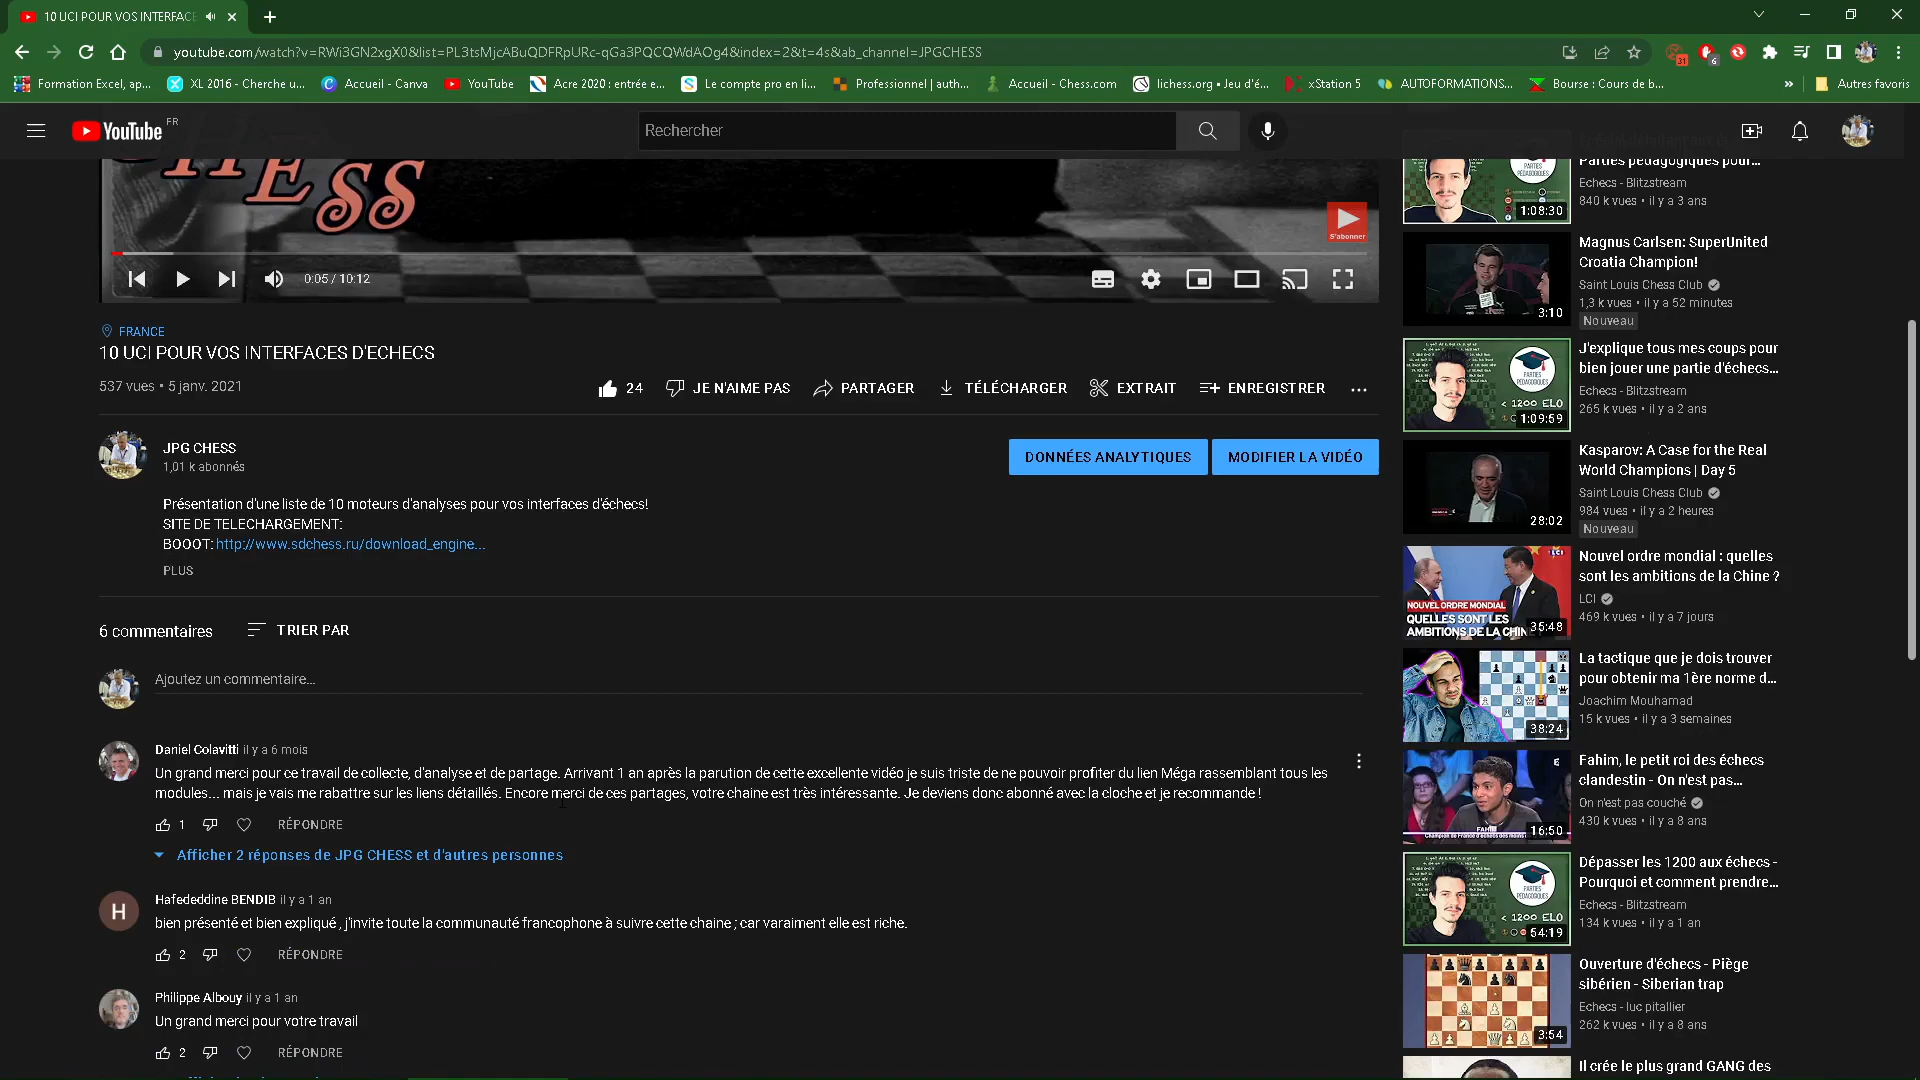 10 UCI POUR VOS INTERFACE
youtube.com/watch?v=RWi3GN2xgX0&list=PL3tsMjcABuQDFRpURc-qGa3PQCQWdAOg4&index=2&t=4s&ab_channel=JPGCHESS
31
6
Formation Excel, ap...
XL 2016 - Cherche u...
Accueil - Canva
YouTube
Acre 2020 : entrée e...
Le compte pro en li...
Professionnel | auth...
Accueil - Chess.com
lichess.org • Jeu d'é...
xStation 5
AUTOFORMATIONS...
Bourse : Cours de b...
»
Autres favoris
YouTube FR
Rechercher
CHESS
S'abonner
0:05 / 10:12
FRANCE
10 UCI POUR VOS INTERFACES D'ECHECS
537 vues • 5 janv. 2021
24
JE N'AIME PAS
PARTAGER
TÉLÉCHARGER
EXTRAIT
ENREGISTRER
JPG CHESS
1,01 k abonnés
DONNÉES ANALYTIQUES
MODIFIER LA VIDÉO
Présentation d'une liste de 10 moteurs d'analyses pour vos interfaces d'échecs!
SITE DE TELECHARGEMENT:
BOOOT: http://www.sdchess.ru/download_engine...
PLUS
6 commentaires
TRIER PAR
Ajoutez un commentaire...
Daniel Colavitti il y a 6 mois
Un grand merci pour ce travail de collecte, d'analyse et de partage. Arrivant 1 an après la parution de cette excellente vidéo je suis triste de ne pouvoir profiter du lien Méga rassemblant tous les
modules... mais je vais me rabattre sur les liens détaillés. Encore merci de ces partages, votre chaine est très intéressante. Je deviens donc abonné avec la cloche et je recommande !
1
RÉPONDRE
Afficher 2 réponses de JPG CHESS et d'autres personnes
H
Hafededdine BENDIB il y a 1 an
bien présenté et bien expliqué , j'invite toute la communauté francophone à suivre cette chaine ; car varaiment elle est riche.
2
RÉPONDRE
Philippe Albouy il y a 1 an
Un grand merci pour votre travail
2
RÉPONDRE
Parties pédagogiques pour...
Echecs - Blitzstream
840 k vues • il y a 3 ans
1:08:30
Magnus Carlsen: SuperUnited
Croatia Champion!
Saint Louis Chess Club
1,3 k vues • il y a 52 minutes
Nouveau
3:10
J'explique tous mes coups pour
bien jouer une partie d'échecs...
Echecs - Blitzstream
265 k vues • il y a 2 ans
PARTIES
PÉDAGOGIQUES
< 1200 ELO
1:09:59
Kasparov: A Case for the Real
World Champions | Day 5
Saint Louis Chess Club
984 vues • il y a 2 heures
Nouveau
28:02
Nouvel ordre mondial : quelles
sont les ambitions de la Chine ?
LCI
469 k vues • il y a 7 jours
LCI
NOUVEL ORDRE MONDIAL
QUELLES SONT LES
AMBITIONS DE LA CHIN
35:48
La tactique que je dois trouver
pour obtenir ma 1ère norme d...
Joachim Mouhamad
15 k vues • il y a 3 semaines
38:24
Fahim, le petit roi des échecs
clandestin - On n'est pas...
On n'est pas couché
430 k vues • il y a 8 ans
FAHIM
Champion de France d'échecs des moins
16:50
Dépasser les 1200 aux échecs -
Pourquoi et comment prendre...
Echecs - Blitzstream
134 k vues • il y a 1 an
PARTIES
PÉDAGOGIQUES
< 1200 ELO
54:19
Ouverture d'échecs - Piège
sibérien - Siberian trap
Echecs - luc pitallier
262 k vues • il y a 8 ans
3:54
Il crée le plus grand GANG des